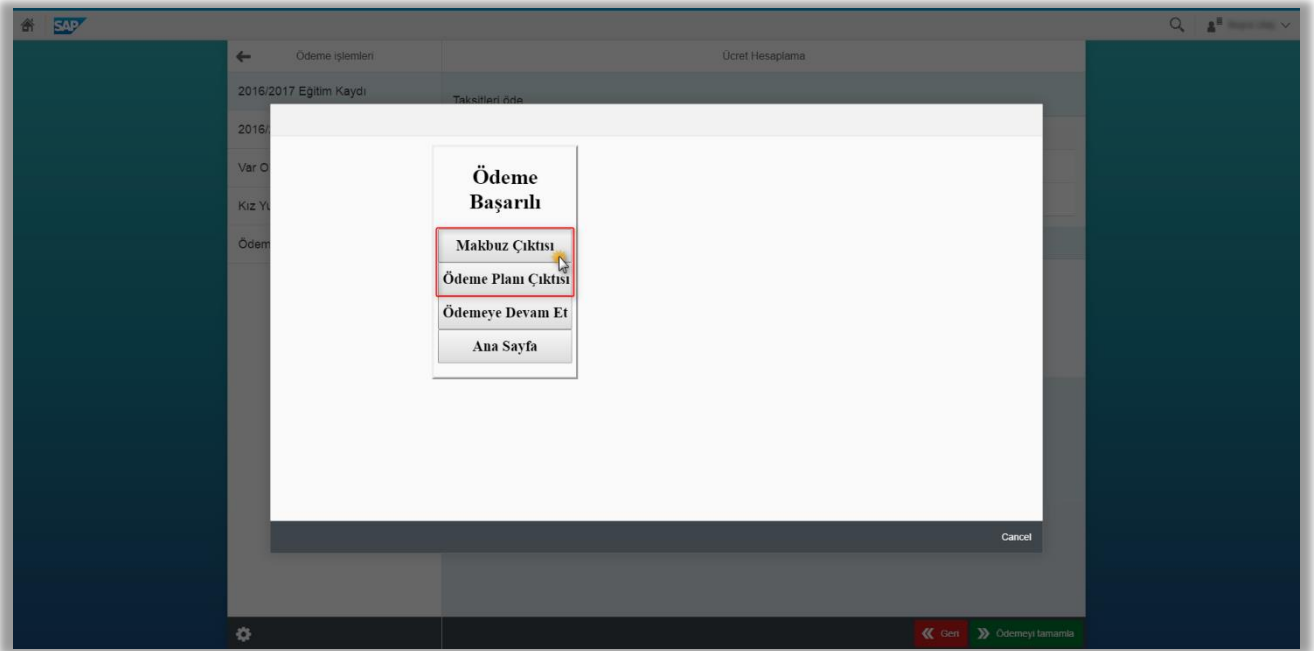 SAP
Ödeme işlemleri
Ücret Hesaplama
2016/2017 Eğitim Kaydı
Taksitleri öde
2016/
Var O
Kız Yu
Ödem
Ödeme
Başarılı
Makbuz Çıktısı
Ödeme Planı Çıktısı
Ödemeye Devam Et
Ana Sayfa
Cancel
Geri
Ödemeyi tamamla